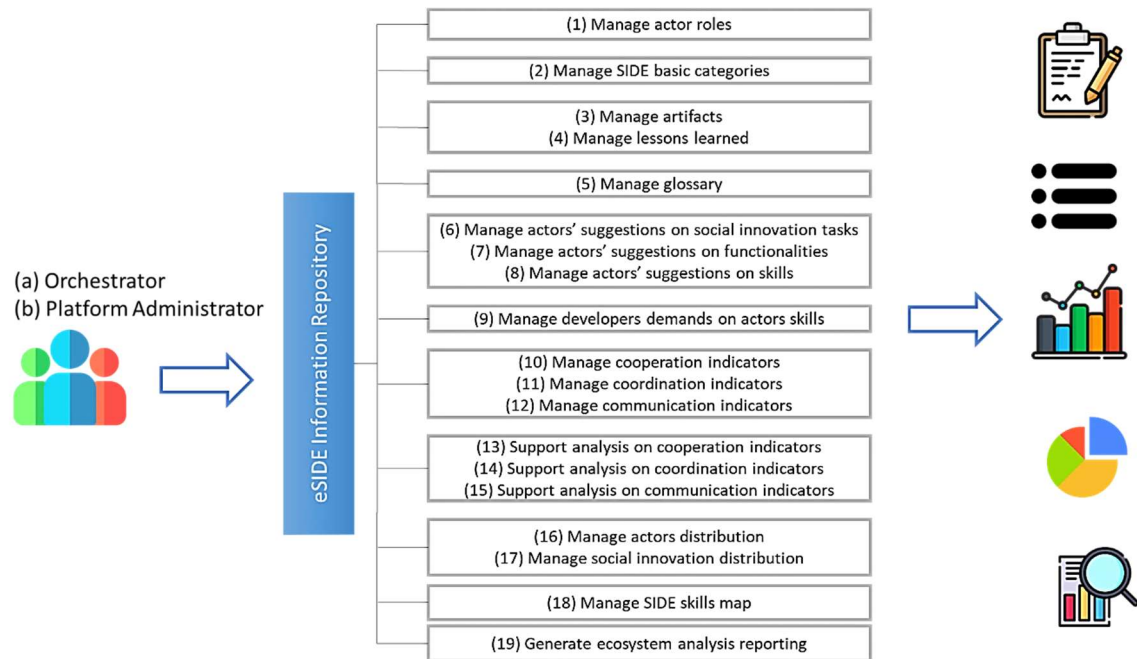 (a) Orchestrator
(b) Platform Administrator
eSIDE Information Repository
(1) Manage actor roles
(2) Manage SIDE basic categories
(3) Manage artifacts
(4) Manage lessons learned
(5) Manage glossary
(6) Manage actors’ suggestions on social innovation tasks
(7) Manage actors’ suggestions on functionalities
(8) Manage actors’ suggestions on skills
(9) Manage developers demands on actors skills
(10) Manage cooperation indicators
(11) Manage coordination indicators
(12) Manage communication indicators
(13) Support analysis on cooperation indicators
(14) Support analysis on coordination indicators
(15) Support analysis on communication indicators
(16) Manage actors distribution
(17) Manage social innovation distribution
(18) Manage SIDE skills map
(19) Generate ecosystem analysis reporting